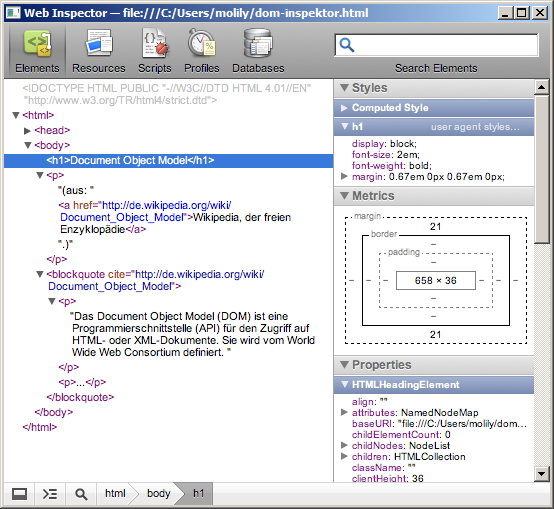 Web Inspector — file:///C:/Users/molily/dom-inspektor.html
Elements Resources Scripts Profiles Databases Search Elements
<!DOCTYPE HTML PUBLIC "-//W3C//DTD HTML 4.01//EN"
"http://www.w3.org/TR/html4/strict.dtd">
<html>
<head>
<body>
<h1>Document Object Model</h1>
<p>
"(aus: "
<a href="http://de.wikipedia.org/wiki/
Document_Object_Model">Wikipedia, der freien
Enzyklopädie</a>
".)"
</p>
<blockquote cite="http://de.wikipedia.org/wiki/
Document_Object_Model">
<p>
"Das Document Object Model (DOM) ist eine
Programmierschnittstelle (API) für den Zugriff auf
HTML- oder XML-Dokumente. Sie wird vom World
Wide Web Consortium definiert. "
</p>
<p>...</p>
</blockquote>
</body>
</html>
Styles
Computed Style
h1 user agent styles...
display: block;
font-size: 2em;
font-weight: bold;
margin: 0.67em 0px 0.67em 0px;
Metrics
margin
21
border
–
padding
–
– – 658 × 36 – –
–
–
21
Properties
HTMLHeadingElement
align: ""
attributes: NamedNodeMap
baseURI: "file:///C:/Users/molily/dom...
childElementCount: 0
childNodes: NodeList
children: HTMLCollection
className: ""
clientHeight: 36
html body h1